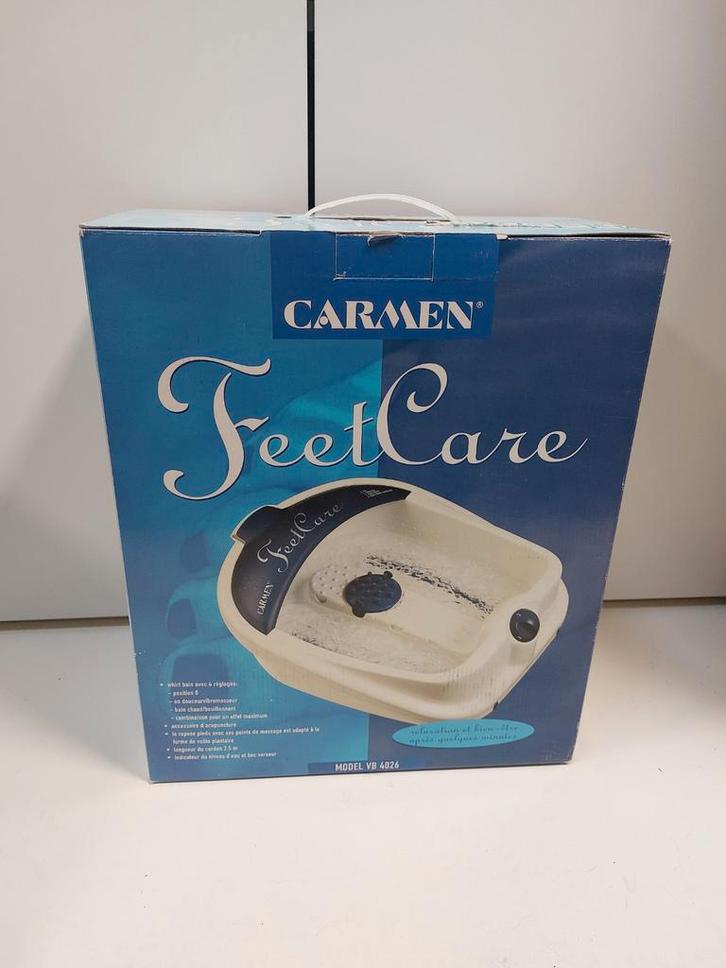 CARMEN®
FeetCare
FeetCare
CARMEN®
• whirl bain avec 4 réglages:
- position 0
- en douceur/vibromasseur
- bain chaud/bouillonnant
- combinaison pour un effet maximum
• accessoire d'acupuncture
• le repose pieds avec ses points de massage est adapté à la
forme de voûte plantaire
• longueur du cordon 2,5 m
• indicateur du niveau d'eau et bec verseur
relaxation et bien-être
après quelques minutes
MODEL VB 4026